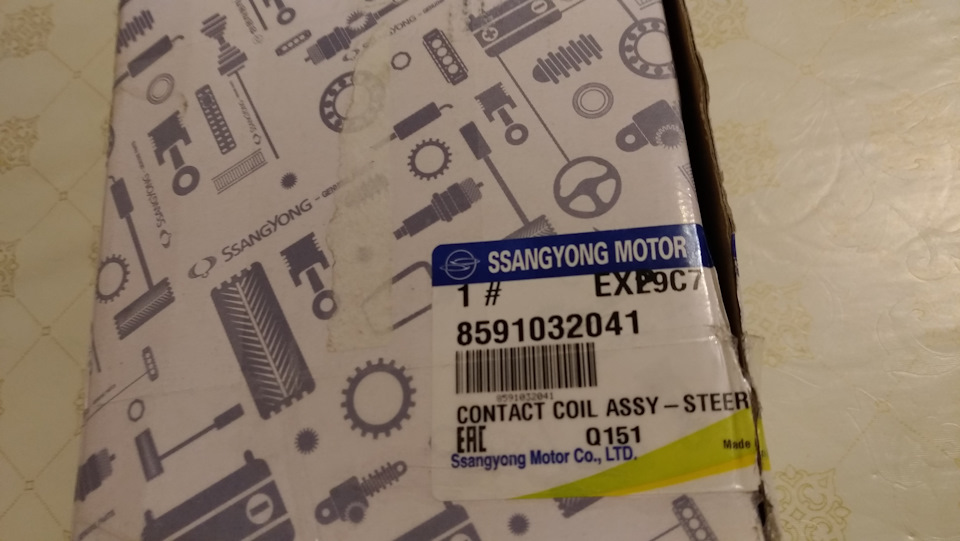 SSANGYONG
SSANGYONG MOTOR
1 #
8591032041
8591032041
CONTACT COIL ASSY – STEER
EAC Q151
Made
Ssangyong Motor Co., LTD.